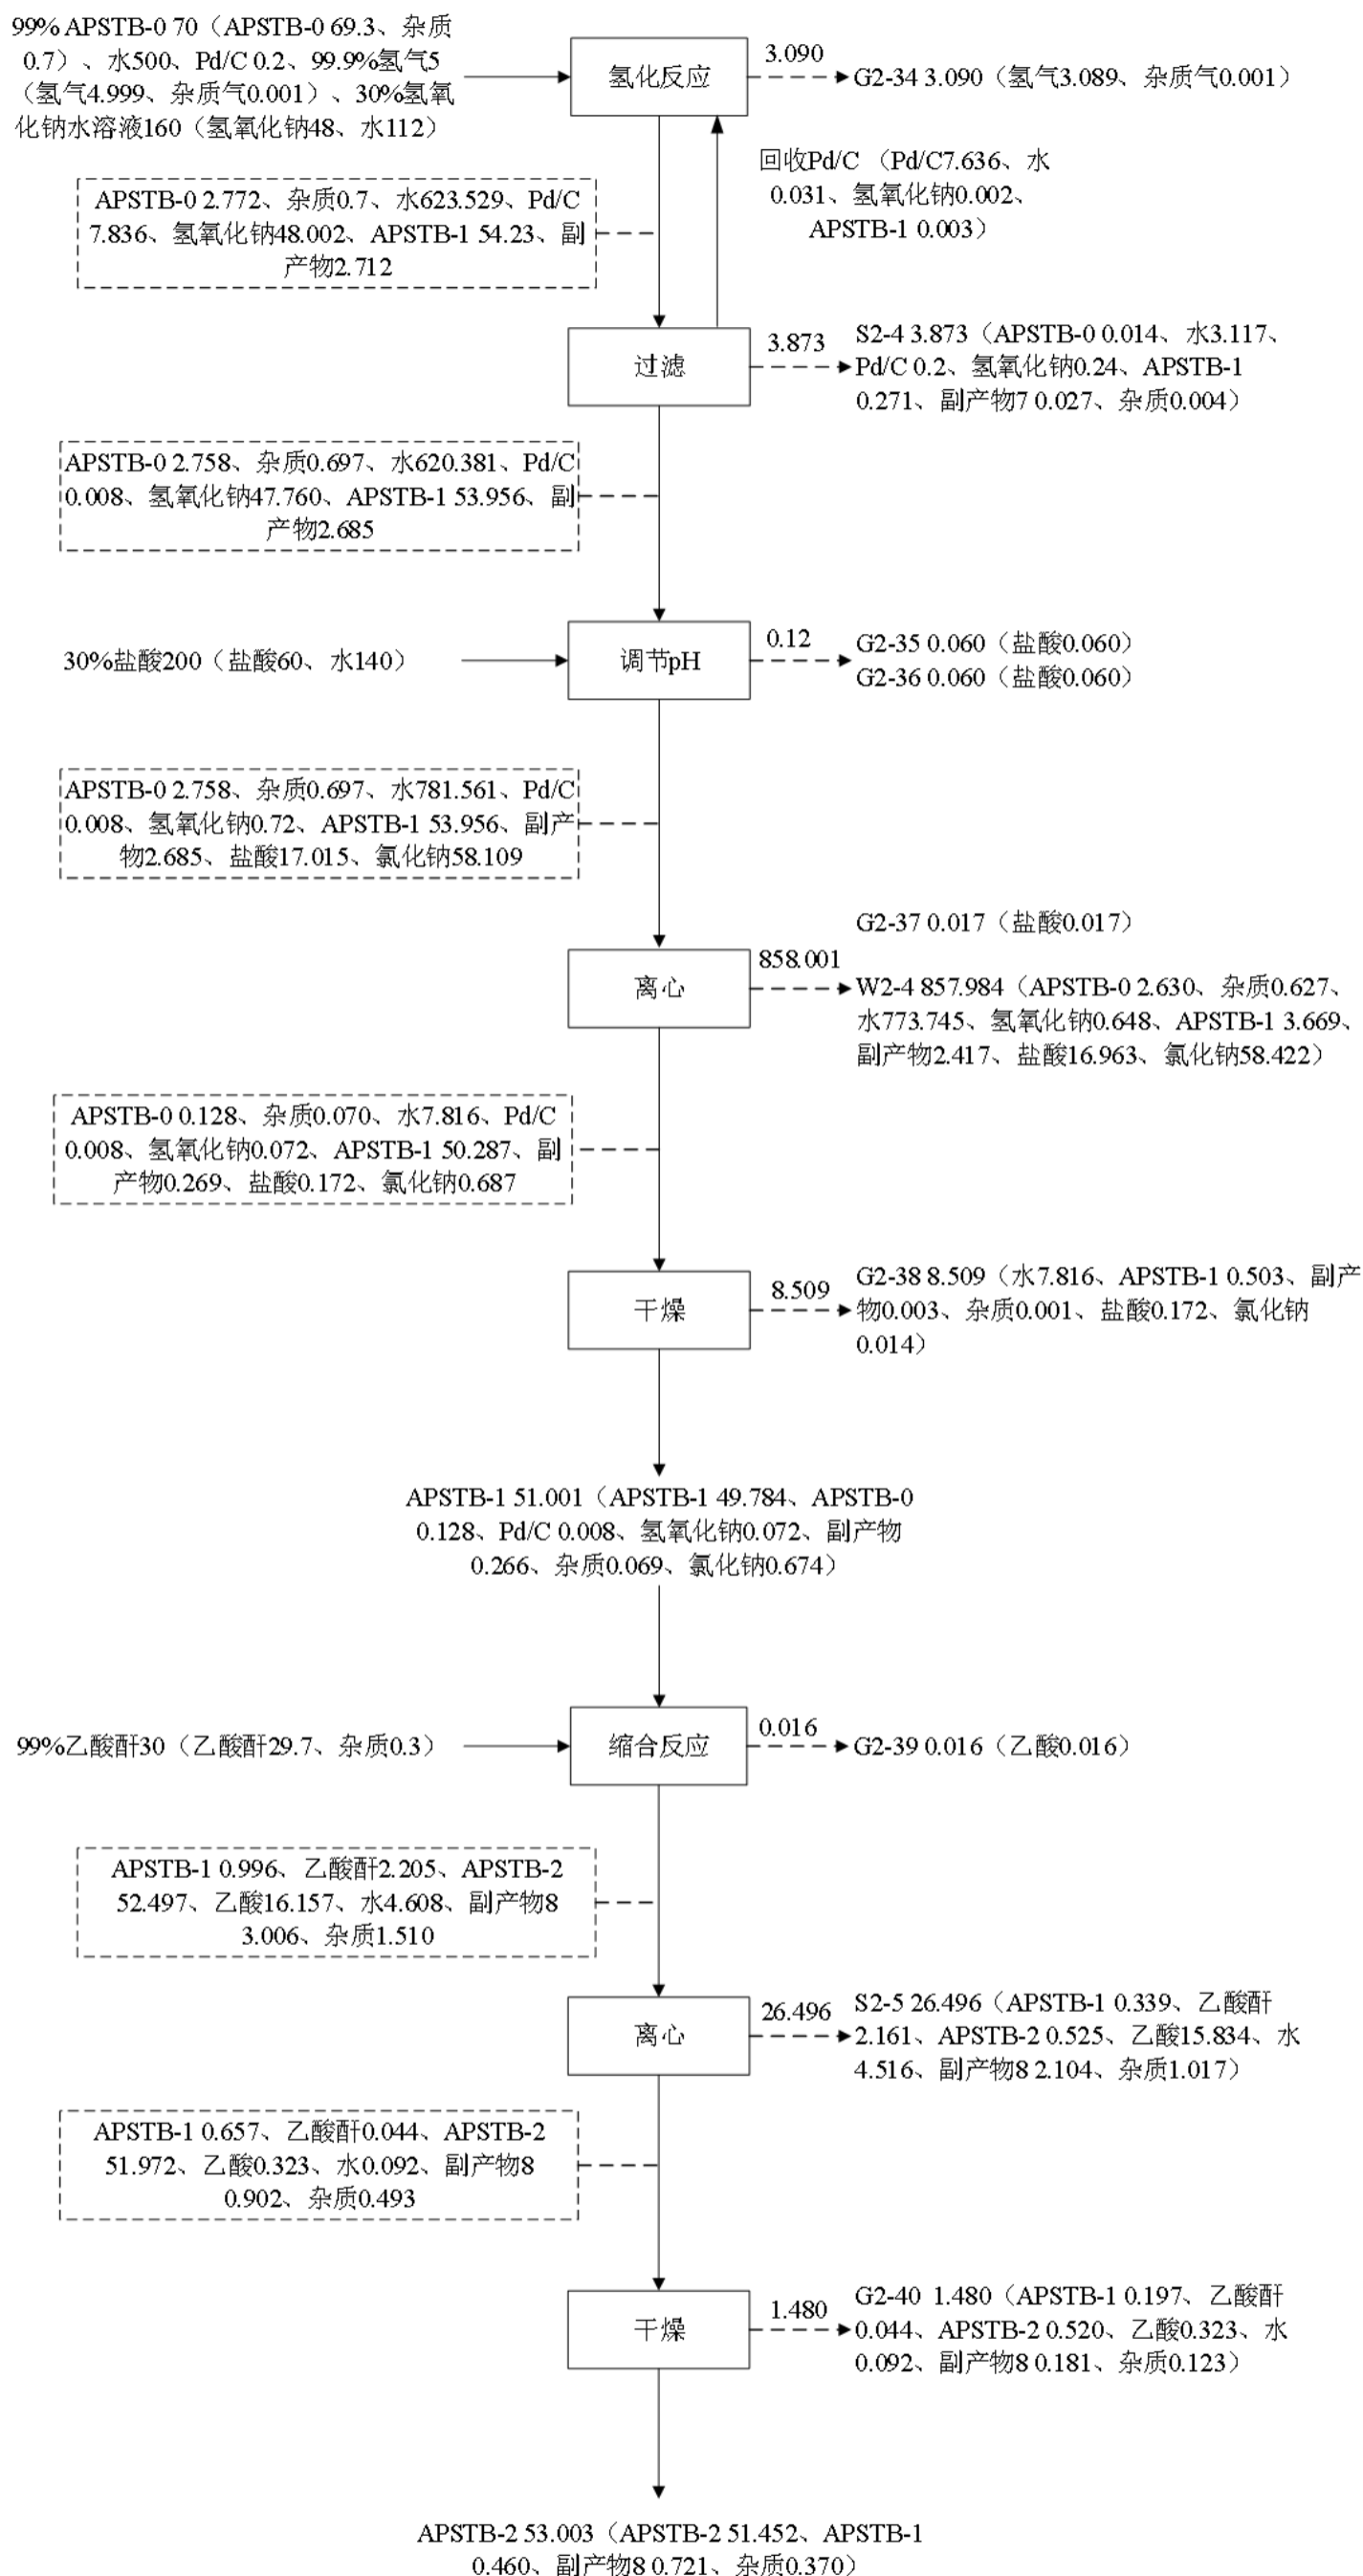 99% APSTB-0 70（APSTB-0 69.3、杂质
0.7）、水500、Pd/C 0.2、99.9%氢气5
（氢气4.999、杂质气0.001）、30%氢氧
化钠水溶液160（氢氧化钠48、水112）
氢化反应
3.090
G2-34 3.090（氢气3.089、杂质气0.001）
回收Pd/C （Pd/C7.636、水
0.031、氢氧化钠0.002、
APSTB-1 0.003）
APSTB-0 2.772、杂质0.7、水623.529、Pd/C
7.836、氢氧化钠48.002、APSTB-1 54.23、副
产物2.712
过滤
3.873
S2-4 3.873（APSTB-0 0.014、水3.117、
Pd/C 0.2、氢氧化钠0.24、APSTB-1
0.271、副产物7 0.027、杂质0.004）
APSTB-0 2.758、杂质0.697、水620.381、Pd/C
0.008、氢氧化钠47.760、APSTB-1 53.956、副
产物2.685
30%盐酸200（盐酸60、水140）
调节pH
0.12
G2-35 0.060（盐酸0.060）
G2-36 0.060（盐酸0.060）
APSTB-0 2.758、杂质0.697、水781.561、Pd/C
0.008、氢氧化钠0.72、APSTB-1 53.956、副产
物2.685、盐酸17.015、氯化钠58.109
离心
858.001
G2-37 0.017（盐酸0.017）
W2-4 857.984（APSTB-0 2.630、杂质0.627、
水773.745、氢氧化钠0.648、APSTB-1 3.669、
副产物2.417、盐酸16.963、氯化钠58.422）
APSTB-0 0.128、杂质0.070、水7.816、Pd/C
0.008、氢氧化钠0.072、APSTB-1 50.287、副
产物0.269、盐酸0.172、氯化钠0.687
干燥
8.509
G2-38 8.509（水7.816、APSTB-1 0.503、副产
物0.003、杂质0.001、盐酸0.172、氯化钠
0.014）
APSTB-1 51.001（APSTB-1 49.784、APSTB-0
0.128、Pd/C 0.008、氢氧化钠0.072、副产物
0.266、杂质0.069、氯化钠0.674）
99%乙酸酐30（乙酸酐29.7、杂质0.3）
缩合反应
0.016
G2-39 0.016（乙酸0.016）
APSTB-1 0.996、乙酸酐2.205、APSTB-2
52.497、乙酸16.157、水4.608、副产物8
3.006、杂质1.510
离心
26.496
S2-5 26.496（APSTB-1 0.339、乙酸酐
2.161、APSTB-2 0.525、乙酸15.834、水
4.516、副产物8 2.104、杂质1.017）
APSTB-1 0.657、乙酸酐0.044、APSTB-2
51.972、乙酸0.323、水0.092、副产物8
0.902、杂质0.493
干燥
1.480
G2-40 1.480（APSTB-1 0.197、乙酸酐
0.044、APSTB-2 0.520、乙酸0.323、水
0.092、副产物8 0.181、杂质0.123）
APSTB-2 53.003（APSTB-2 51.452、APSTB-1
0.460、副产物8 0.721、杂质0.370）